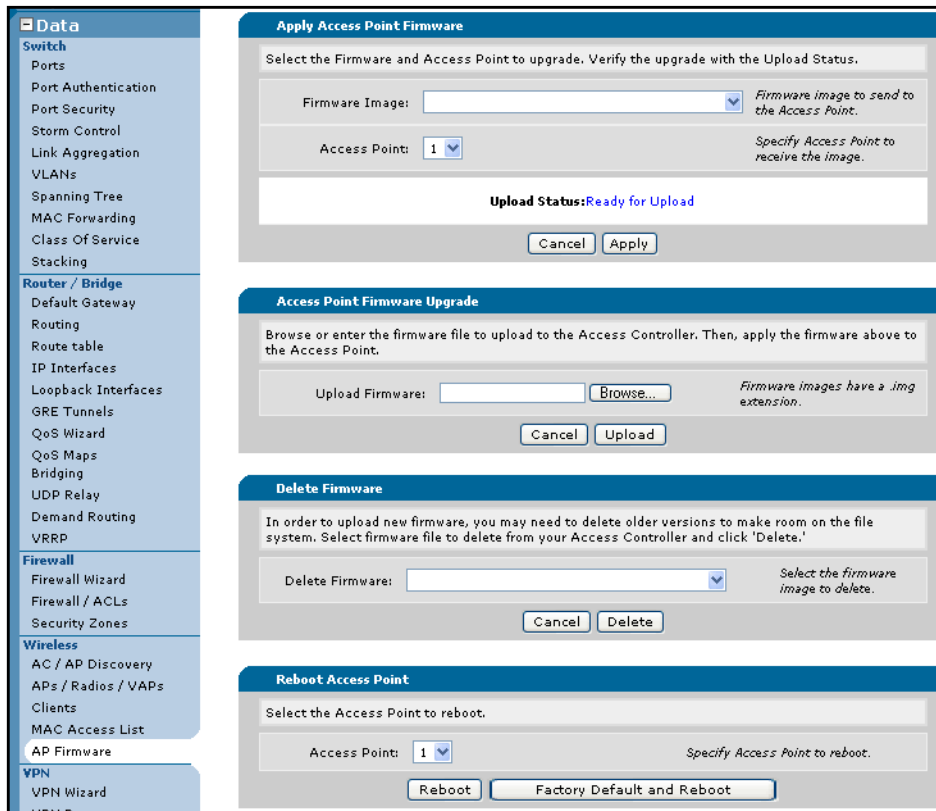 Data
Switch
Ports
Port Authentication
Port Security
Storm Control
Link Aggregation
VLANs
Spanning Tree
MAC Forwarding
Class Of Service
Stacking
Router / Bridge
Default Gateway
Routing
Route table
IP Interfaces
Loopback Interfaces
GRE Tunnels
QoS Wizard
QoS Maps
Bridging
UDP Relay
Demand Routing
VRRP
Firewall
Firewall Wizard
Firewall / ACLs
Security Zones
Wireless
AC / AP Discovery
APs / Radios / VAPs
Clients
MAC Access List
AP Firmware
VPN
VPN Wizard
Apply Access Point Firmware
Select the Firmware and Access Point to upgrade. Verify the upgrade with the Upload Status.
Firmware Image:
Firmware image to send to
the Access Point.
Access Point: 1
Specify Access Point to
receive the image.
Upload Status:Ready for Upload
Cancel Apply
Access Point Firmware Upgrade
Browse or enter the firmware file to upload to the Access Controller. Then, apply the firmware above to
the Access Point.
Upload Firmware: Browse...
Firmware images have a .img
extension.
Cancel Upload
Delete Firmware
In order to upload new firmware, you may need to delete older versions to make room on the file
system. Select firmware file to delete from your Access Controller and click 'Delete.'
Delete Firmware:
Select the firmware
image to delete.
Cancel Delete
Reboot Access Point
Select the Access Point to reboot.
Access Point: 1 Specify Access Point to reboot.
Reboot Factory Default and Reboot